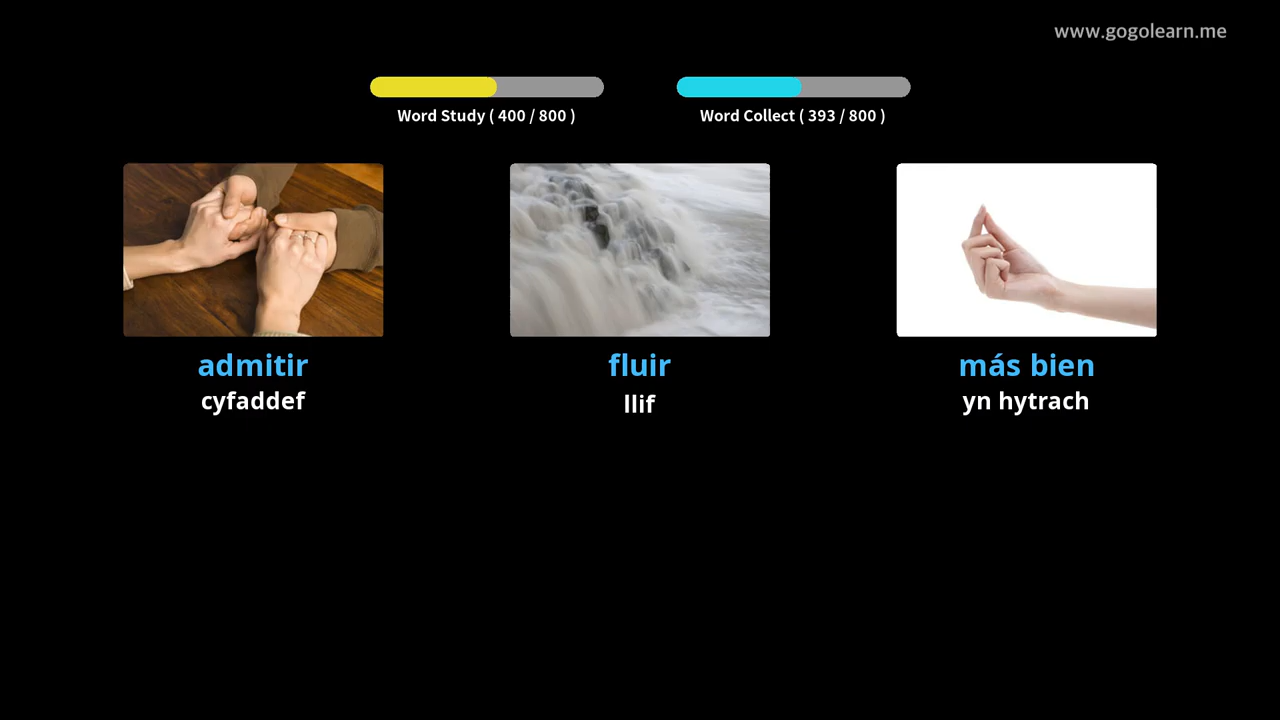 www.gogolearn.me
Word Study ( 400 / 800 )
Word Collect ( 393 / 800 )
admitir
cyfaddef
fluir
llif
más bien
yn hytrach